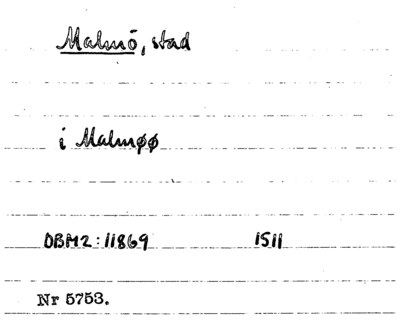 Malmö, stad
i Malmøø
DBM2:11869 1511
Nr 5753.